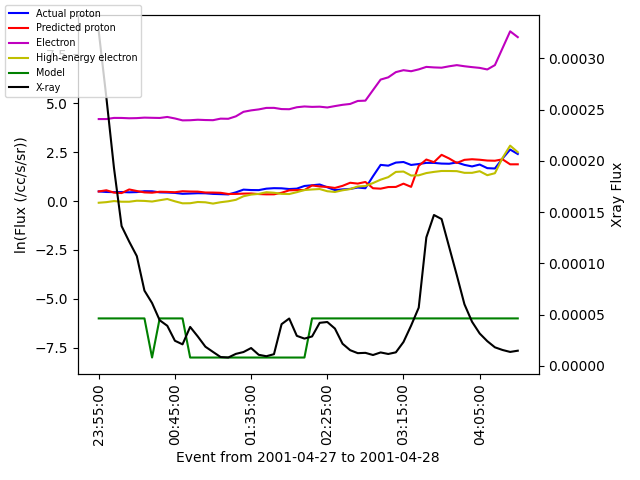 Actual proton
Predicted proton
Electron
High-energy electron
Model
X-ray
7.5
5.0
2.5
0.0
−2.5
−5.0
−7.5
ln(Flux (/cc/s/sr))
0.00030
0.00025
0.00020
0.00015
0.00010
0.00005
0.00000
Xray Flux
23:55:00
00:45:00
01:35:00
02:25:00
03:15:00
04:05:00
Event from 2001-04-27 to 2001-04-28